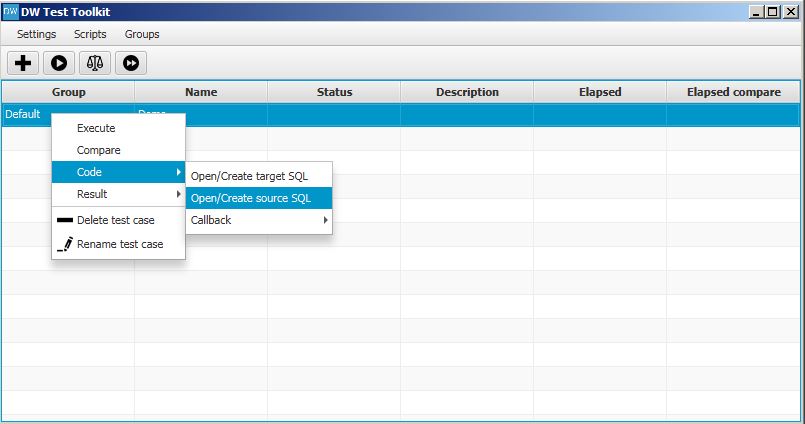 DW DW Test Toolkit
Settings Scripts Groups
Group Name Status Description Elapsed Elapsed compare
Default Demo
Execute
Compare
Code
Open/Create target SQL
Result
Open/Create source SQL
Callback
Delete test case
Rename test case